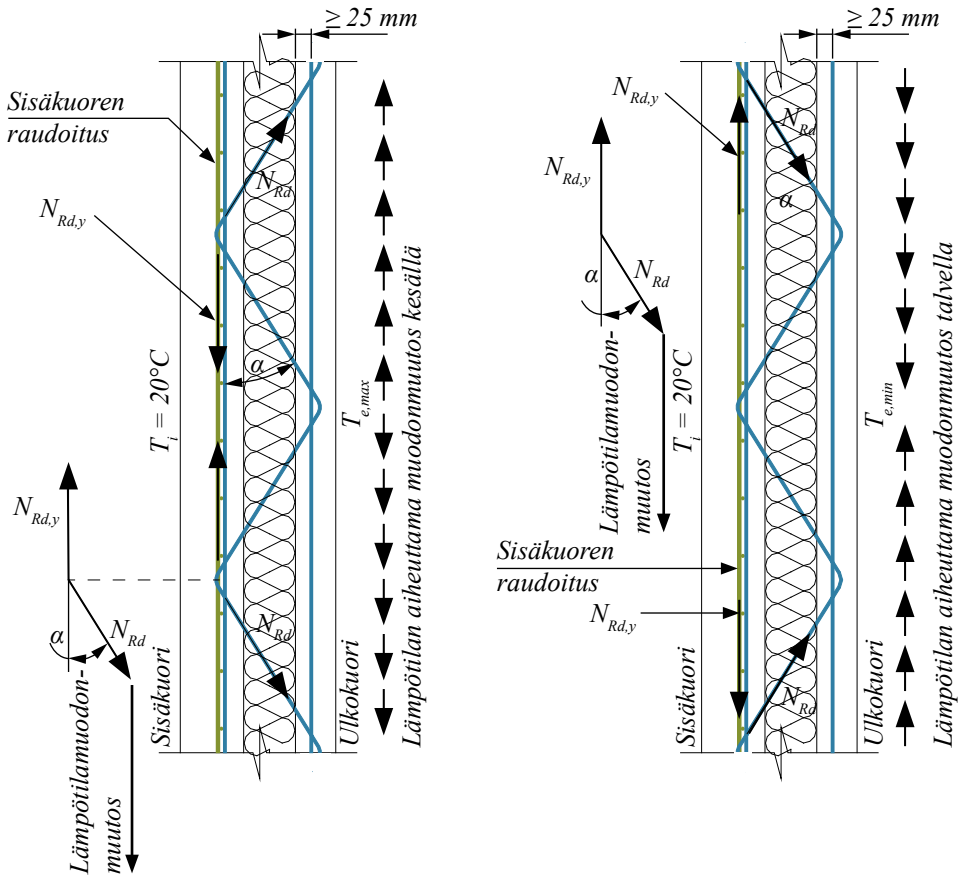 ≥ 25 mm
Sisäkuoren
raudoitus
N_Rd
N_Rd,y
α
T_i = 20°C
T_e,max
Lämpötilan aiheuttama muodonmuutos kesällä
N_Rd,y
α
N_Rd
N_Rd
Lämpötilamuodon-
muutos
Sisäkuori
Ulkokuori
≥ 25 mm
N_Rd,y
N_Rd
N_Rd,y
α
α
N_Rd
T_i = 20°C
T_e,min
Lämpötilan aiheuttama muodonmuutos talvella
Lämpötilamuodon-
muutos
Sisäkuoren
raudoitus
N_Rd,y
N_Rd
Sisäkuori
Ulkokuori